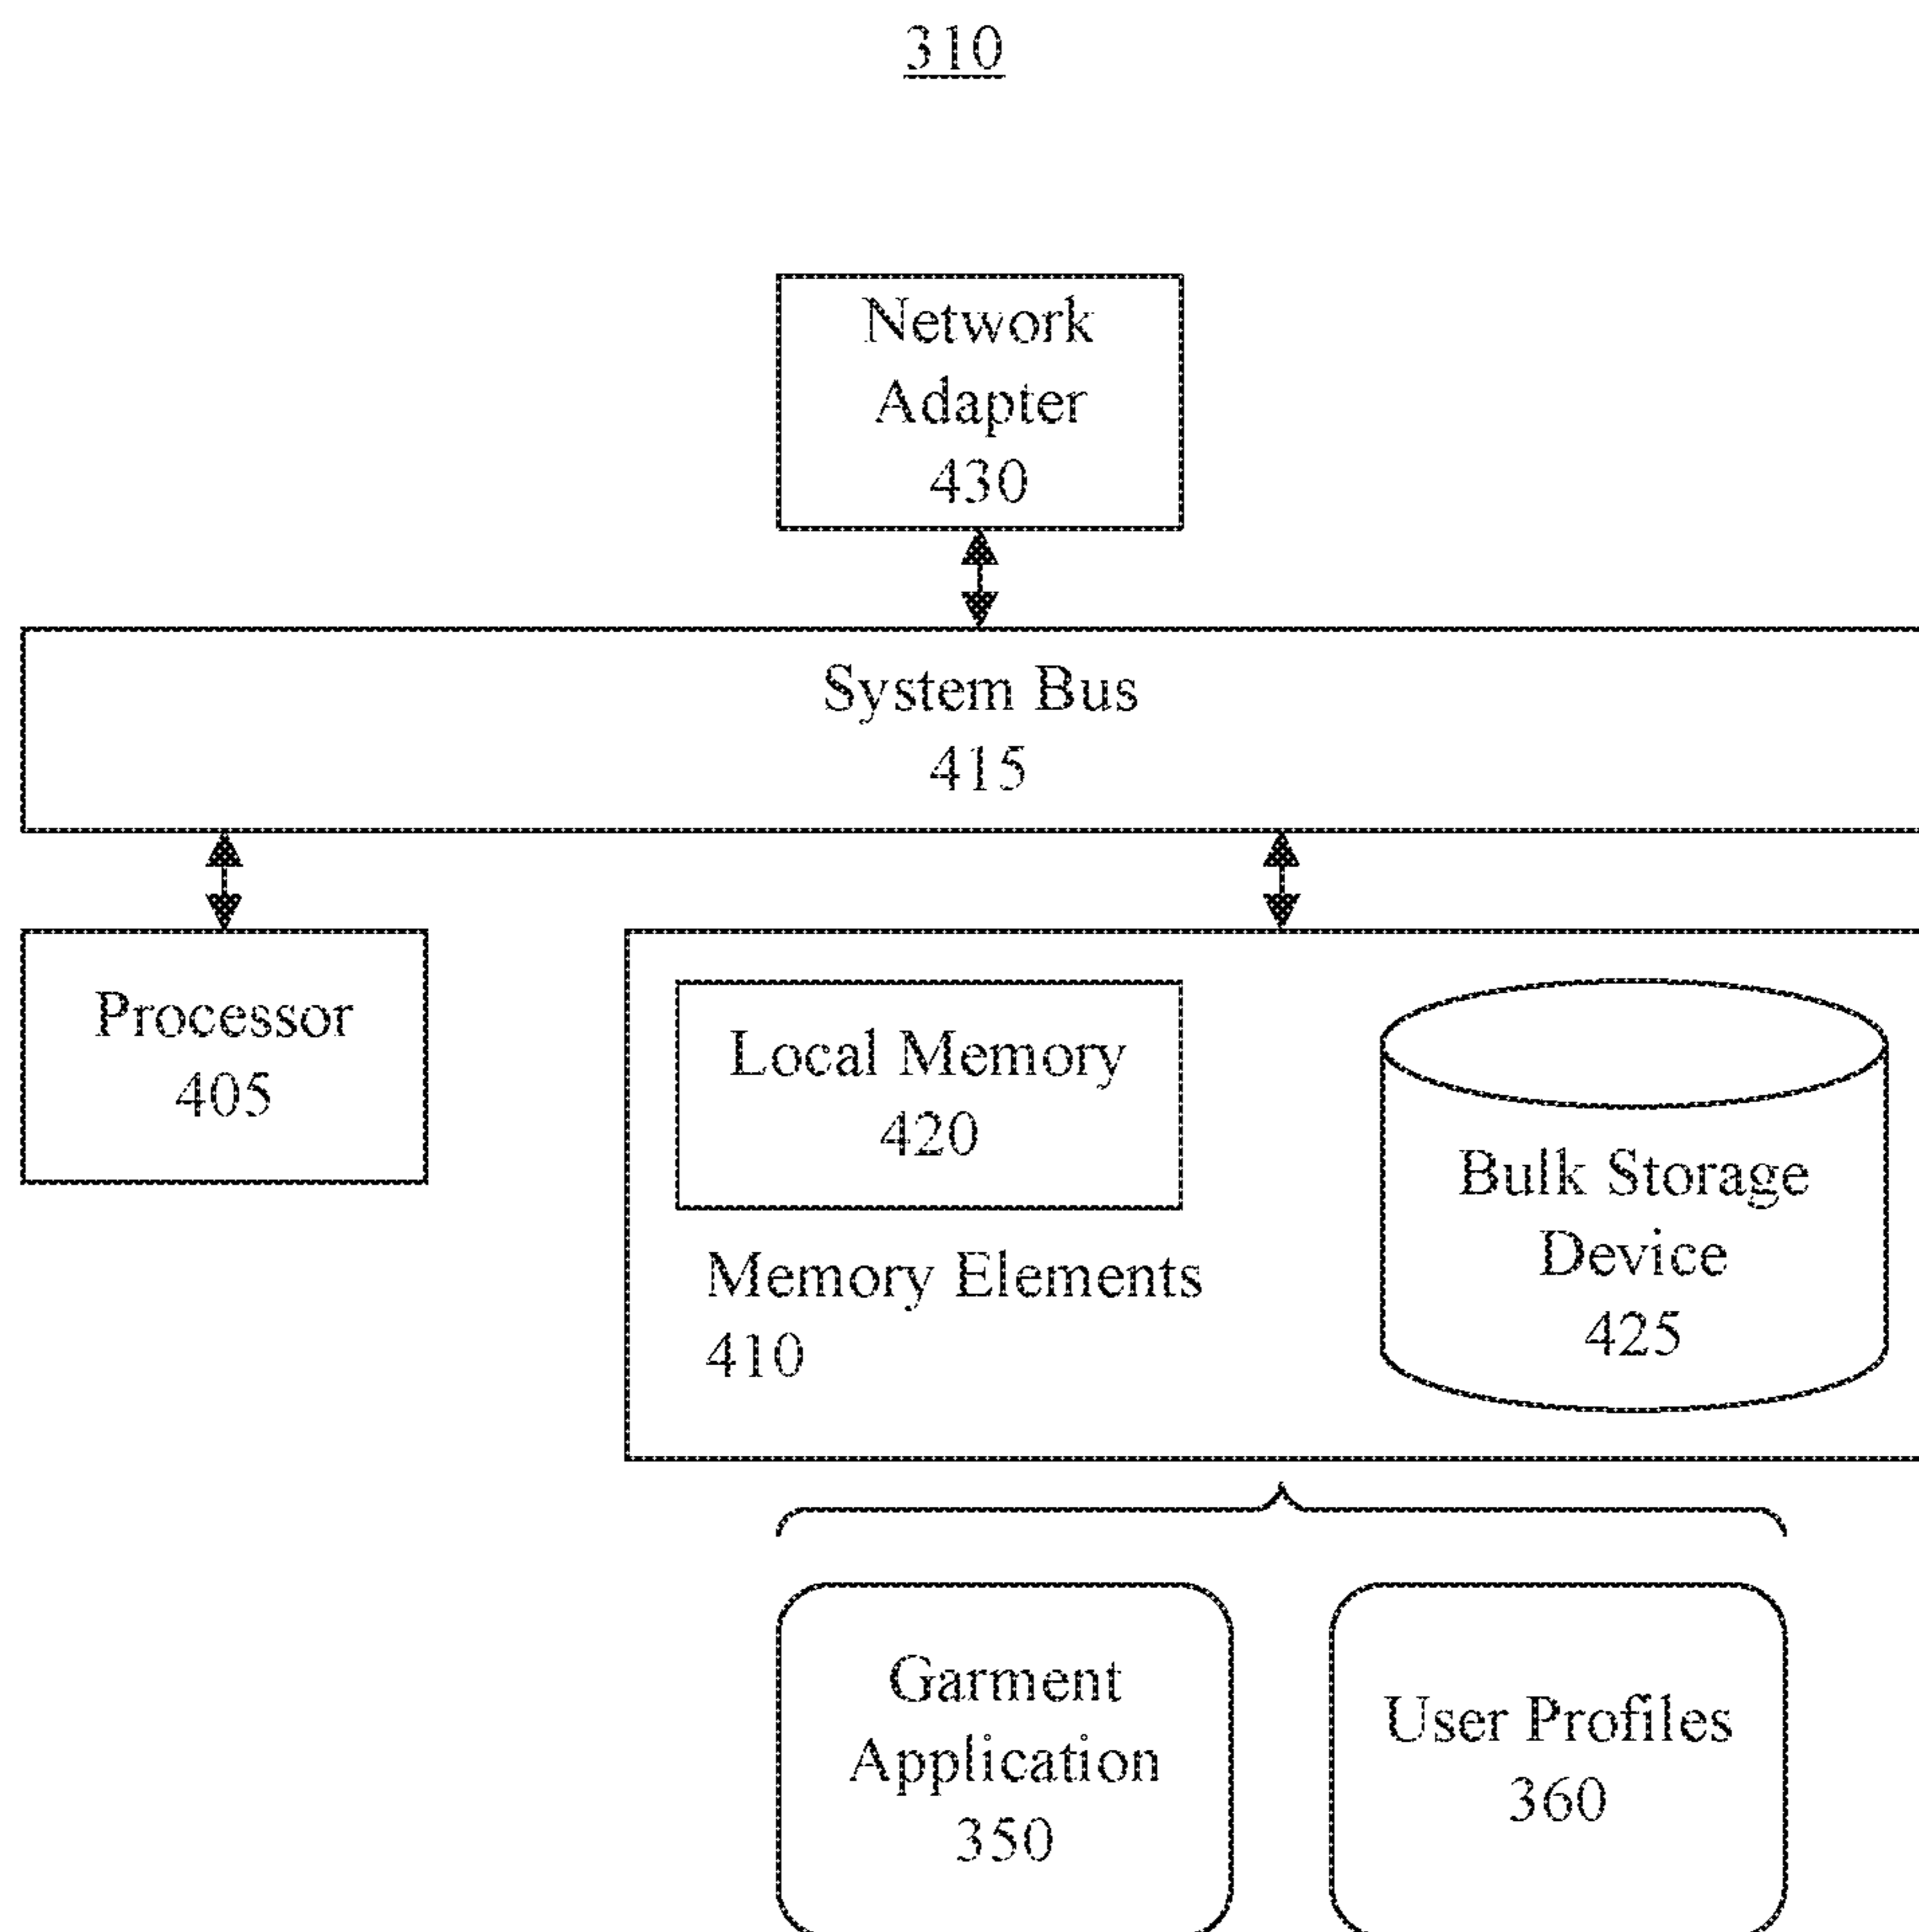 310
Network
Adapter
430
System Bus
415
Processor
405
Local Memory
420
Memory Elements
410
Bulk Storage
Device
425
Garment
Application
350
User Profiles
360